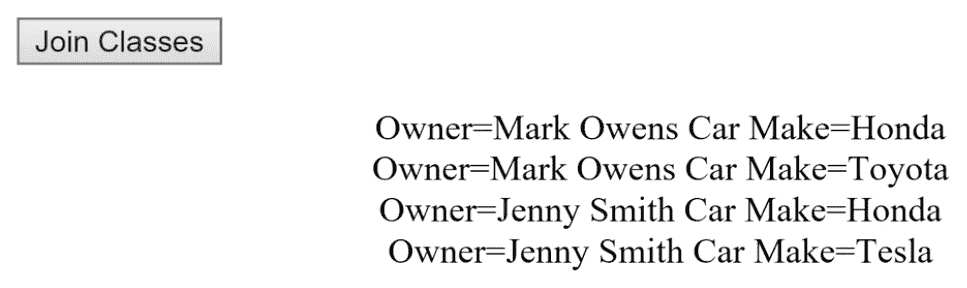 Join Classes
Owner=Mark Owens Car Make=Honda
Owner=Mark Owens Car Make=Toyota
Owner=Jenny Smith Car Make=Honda
Owner=Jenny Smith Car Make=Tesla